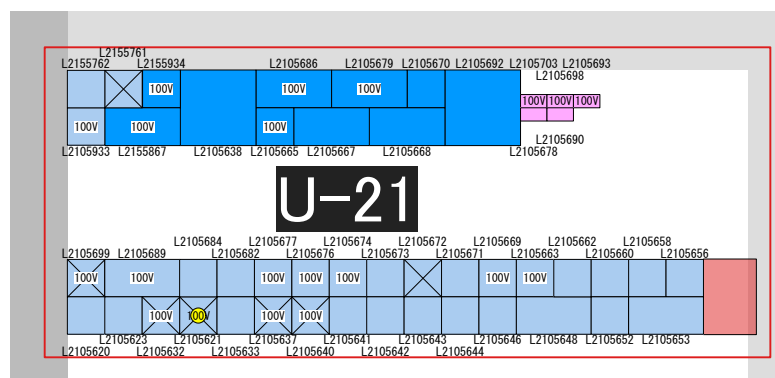 L2155761
L2155762 L2155934 L2105686 L2105679 L2105670 L2105692 L2105703 L2105693
L2105698
100V 100V 100V
100V 100V 100V
100V 100V 100V
L2105690
L2105933 L2155867 L2105638 L2105665 L2105667 L2105668 L2105678
U-21
L2105684 L2105677 L2105674 L2105672 L2105669 L2105662 L2105658
L2105699 L2105689 L2105682 L2105676 L2105673 L2105671 L2105663 L2105660 L2105656
100V 100V 100V 100V 100V 100V 100V
100V 100V 100V 100V
L2105623 L2105621 L2105637 L2105641 L2105643 L2105646 L2105648 L2105652 L2105653
L2105620 L2105632 L2105633 L2105640 L2105642 L2105644